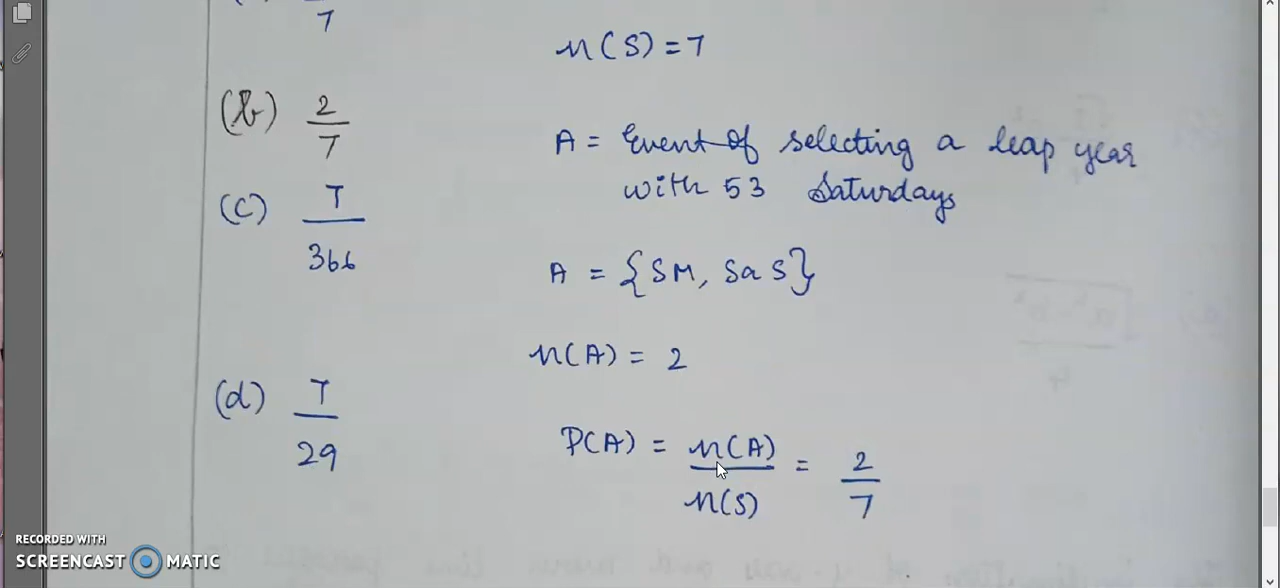 7
n(S) = 7
(b) 2/7
A = Event of selecting a leap year
with 53 Saturdays
(c) 7/366
A = {SM, Sa S}
n(A) = 2
(d) 7/29
P(A) = n(A)/n(S) = 2/7
RECORDED WITH
SCREENCAST MATIC